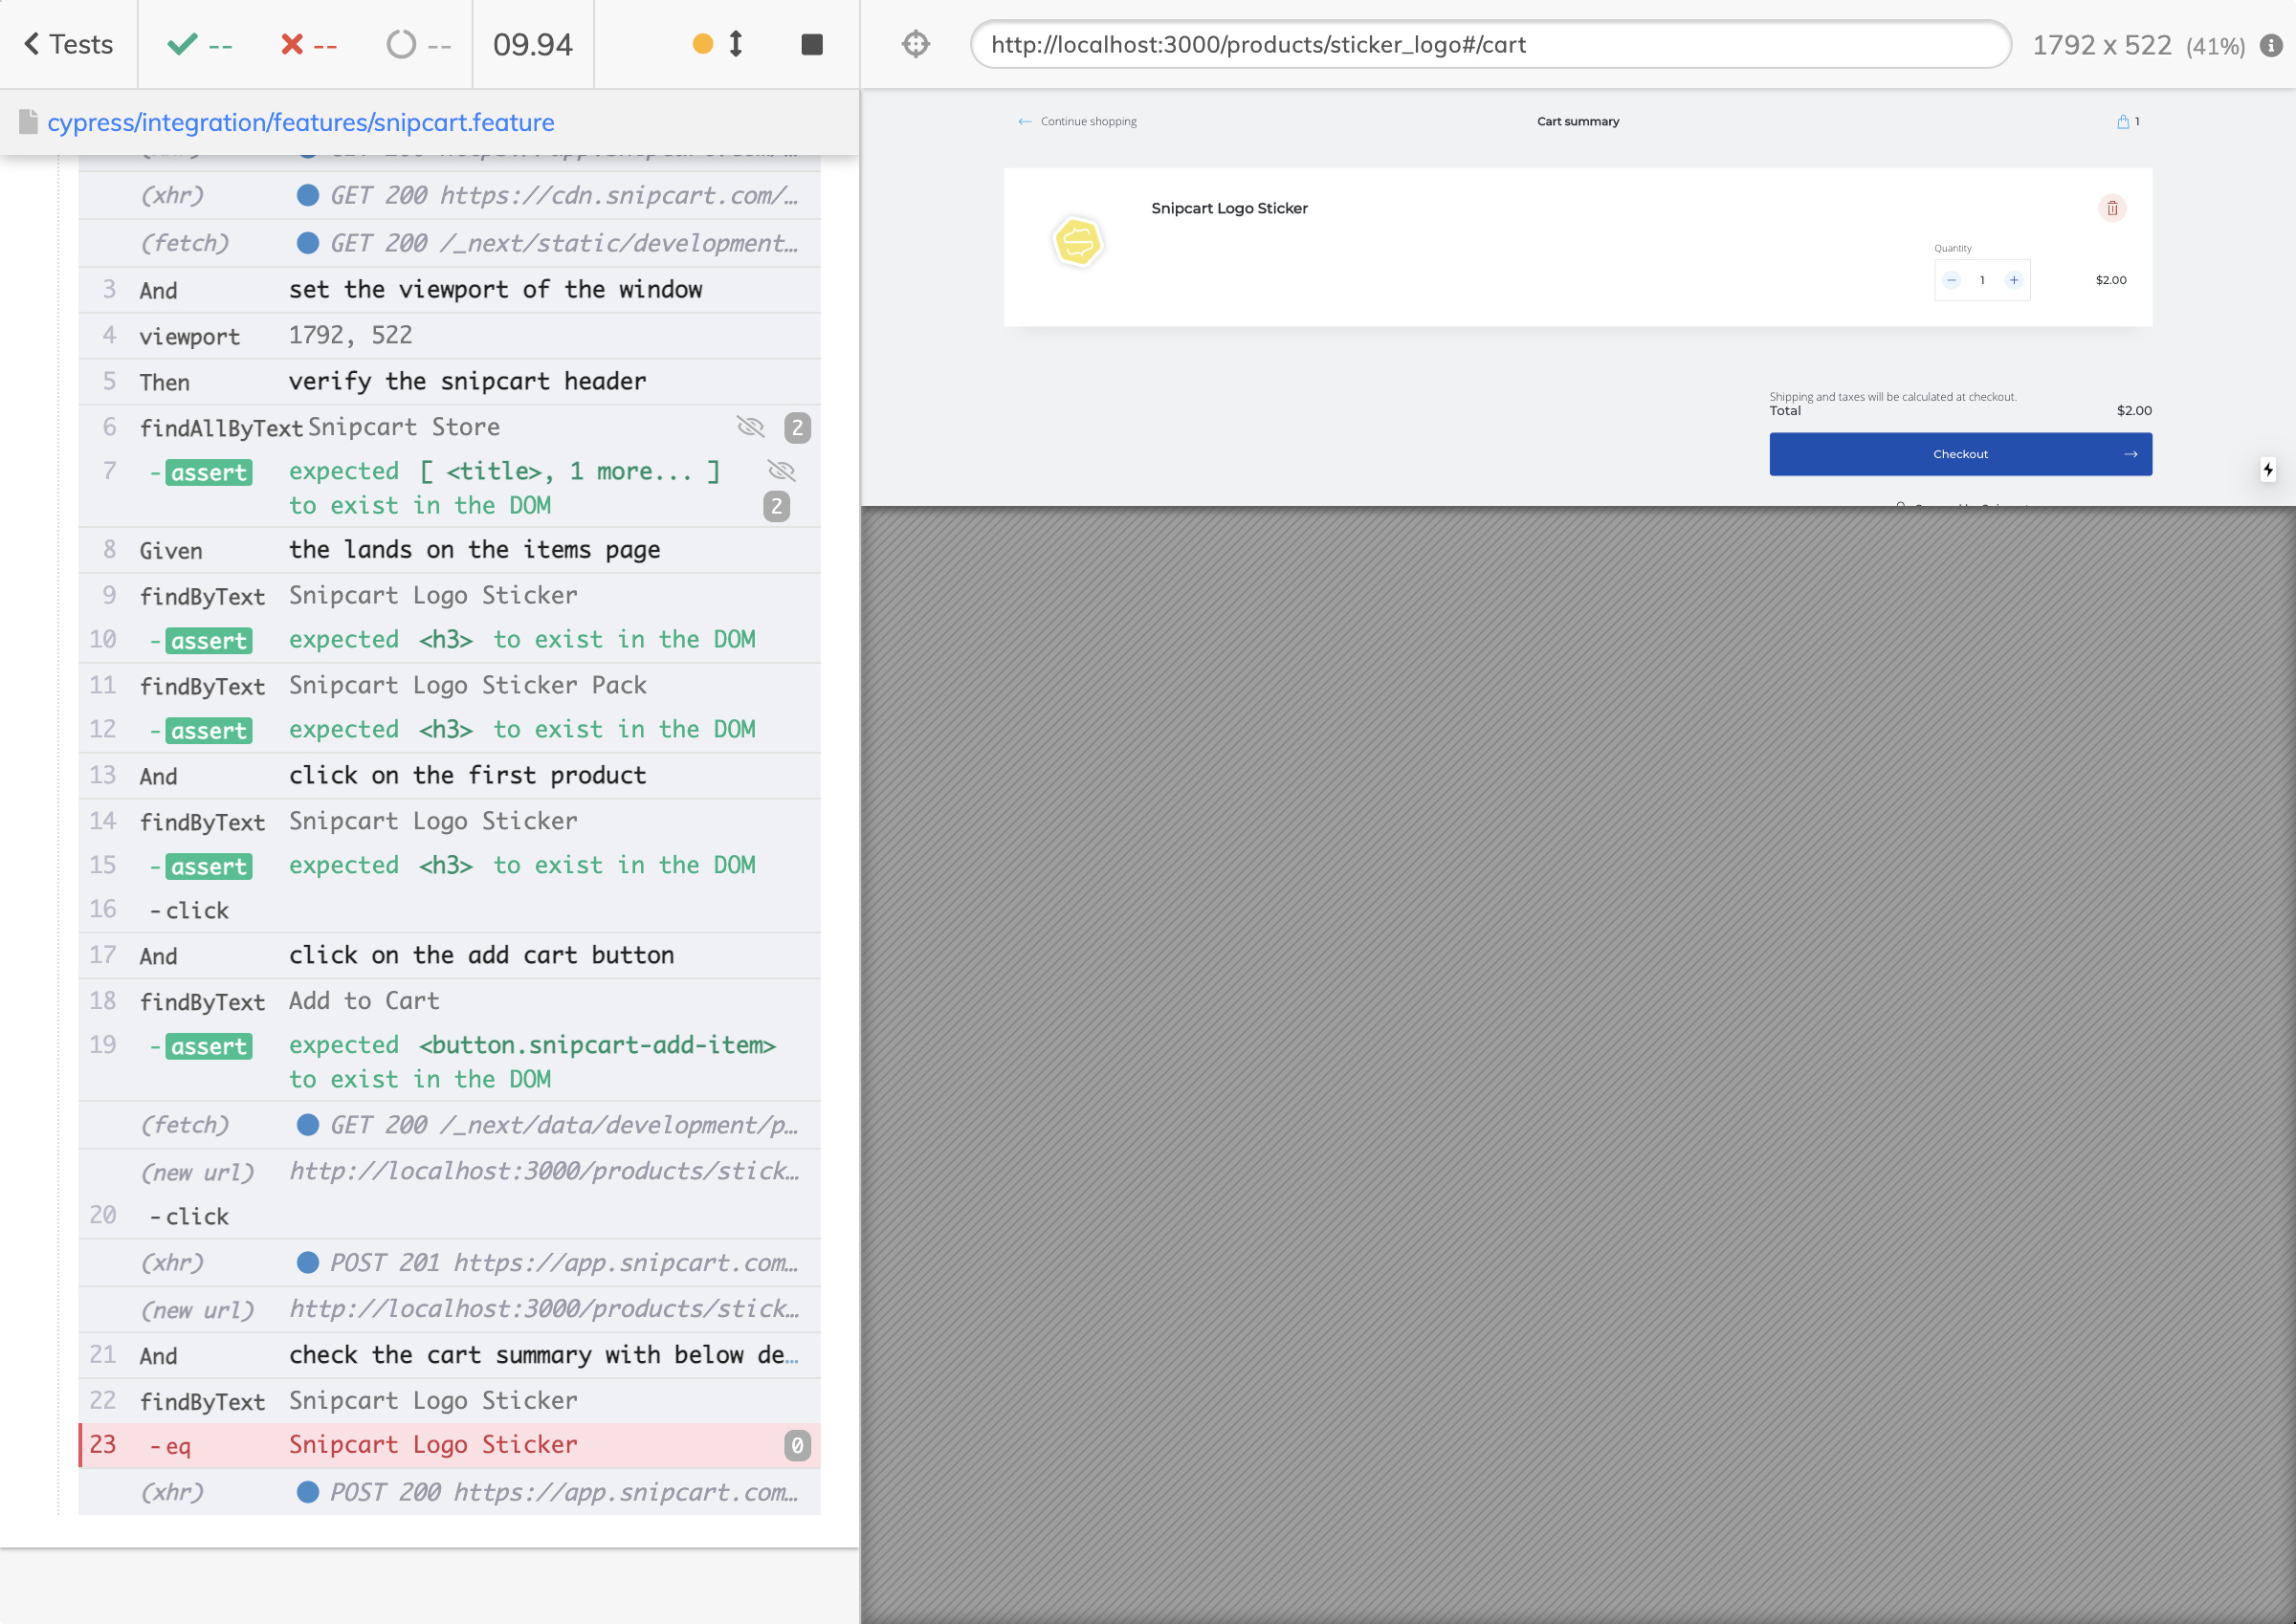 Tests
--
--
--
09.94
http://localhost:3000/products/sticker_logo#/cart
1792 x 522 (41%)
cypress/integration/features/snipcart.feature
(xhr) GET 200 https://cdn.snipcart.com/…
(fetch) GET 200 /_next/static/development…
3 And set the viewport of the window
4 viewport 1792, 522
5 Then verify the snipcart header
6 findAllByText Snipcart Store 2
7 -assert expected [ <title>, 1 more... ]
to exist in the DOM 2
8 Given the lands on the items page
9 findByText Snipcart Logo Sticker
10 -assert expected <h3> to exist in the DOM
11 findByText Snipcart Logo Sticker Pack
12 -assert expected <h3> to exist in the DOM
13 And click on the first product
14 findByText Snipcart Logo Sticker
15 -assert expected <h3> to exist in the DOM
16 -click
17 And click on the add cart button
18 findByText Add to Cart
19 -assert expected <button.snipcart-add-item>
to exist in the DOM
(fetch) GET 200 /_next/data/development/p…
(new url) http://localhost:3000/products/stick…
20 -click
(xhr) POST 201 https://app.snipcart.com…
(new url) http://localhost:3000/products/stick…
21 And check the cart summary with below de…
22 findByText Snipcart Logo Sticker
23 -eq Snipcart Logo Sticker 0
(xhr) POST 200 https://app.snipcart.com…
Continue shopping
Cart summary
1
Snipcart Logo Sticker
Quantity
1
$2.00
Shipping and taxes will be calculated at checkout.
Total $2.00
Checkout